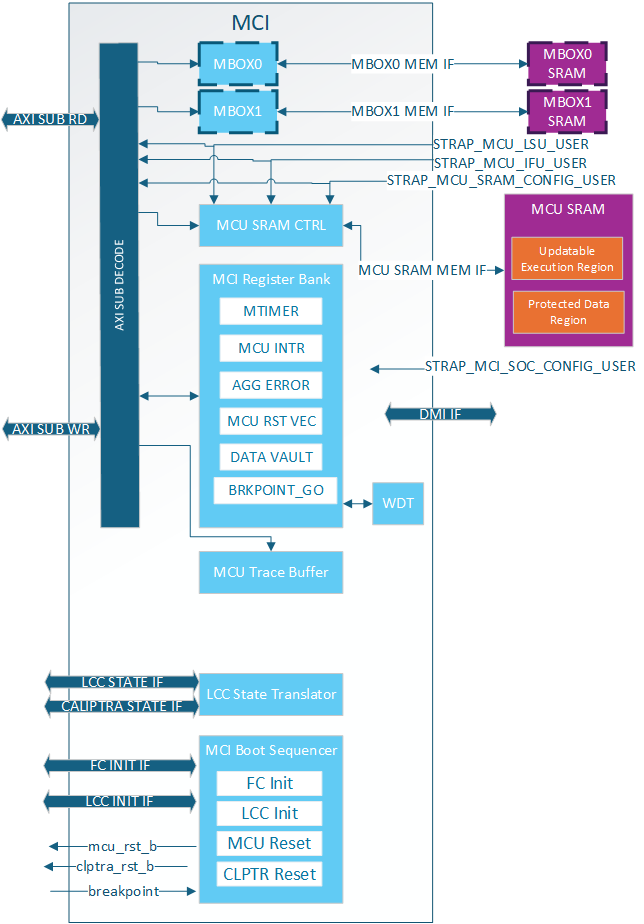 MCI
MBOX0
MBOX0 MEM IF
MBOX0
SRAM
MBOX1
MBOX1 MEM IF
MBOX1
SRAM
AXI SUB RD
STRAP_MCU_LSU_USER
STRAP_MCU_IFU_USER
STRAP_MCU_SRAM_CONFIG_USER
MCU SRAM CTRL
MCU SRAM
Updatable
Execution Region
MCU SRAM MEM IF
Protected Data
Region
AXI SUB DECODE
MCI Register Bank
MTIMER
MCU INTR
STRAP_MCI_SOC_CONFIG_USER
AGG ERROR
MCU RST VEC
DMI IF
AXI SUB WR
DATA VAULT
BRKPOINT_GO
WDT
MCU Trace Buffer
LCC STATE IF
LCC State Translator
CALIPTRA STATE IF
MCI Boot Sequencer
FC INIT IF
FC Init
LCC INIT IF
LCC Init
MCU Reset
mcu_rst_b
clptra_rst_b
CLPTR Reset
breakpoint